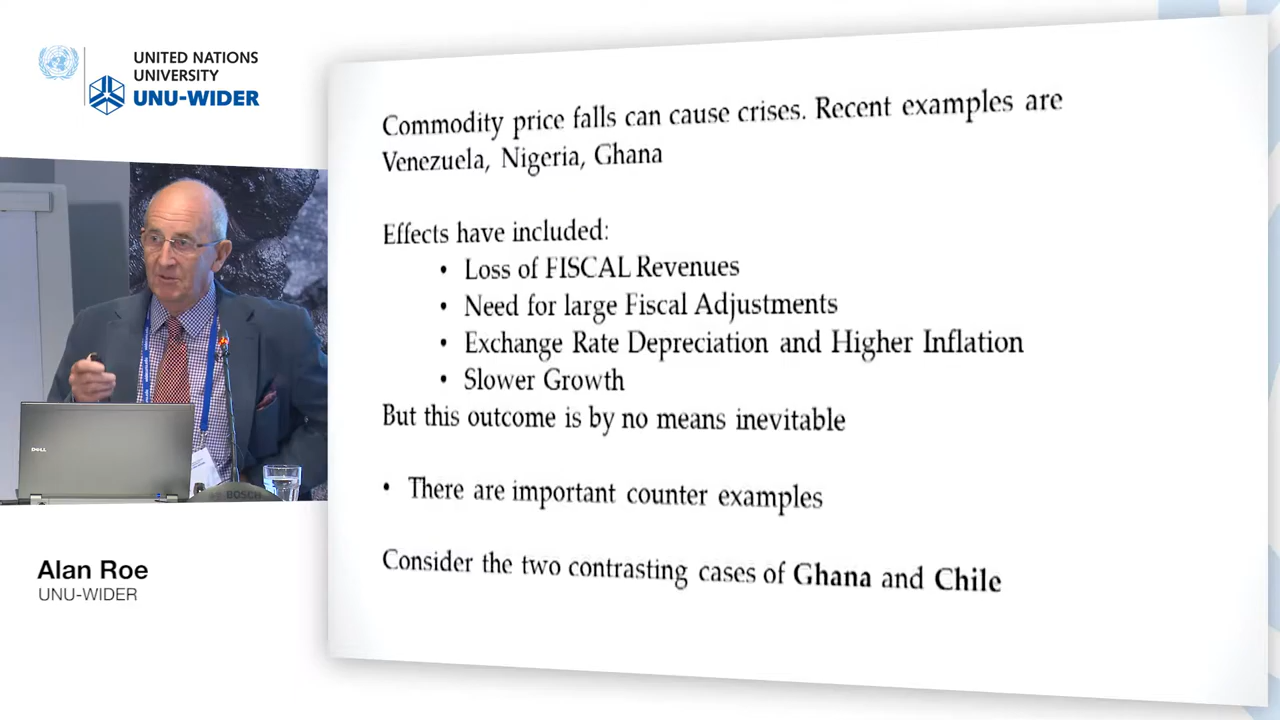 UNITED NATIONS
UNIVERSITY
UNU-WIDER
Commodity price falls can cause crises. Recent examples are
Venezuela, Nigeria, Ghana
Effects have included:
• Loss of FISCAL Revenues
• Need for large Fiscal Adjustments
• Exchange Rate Depreciation and Higher Inflation
• Slower Growth
But this outcome is by no means inevitable
• There are important counter examples
Consider the two contrasting cases of Ghana and Chile
DELL
BOSCH
Alan Roe
UNU-WIDER